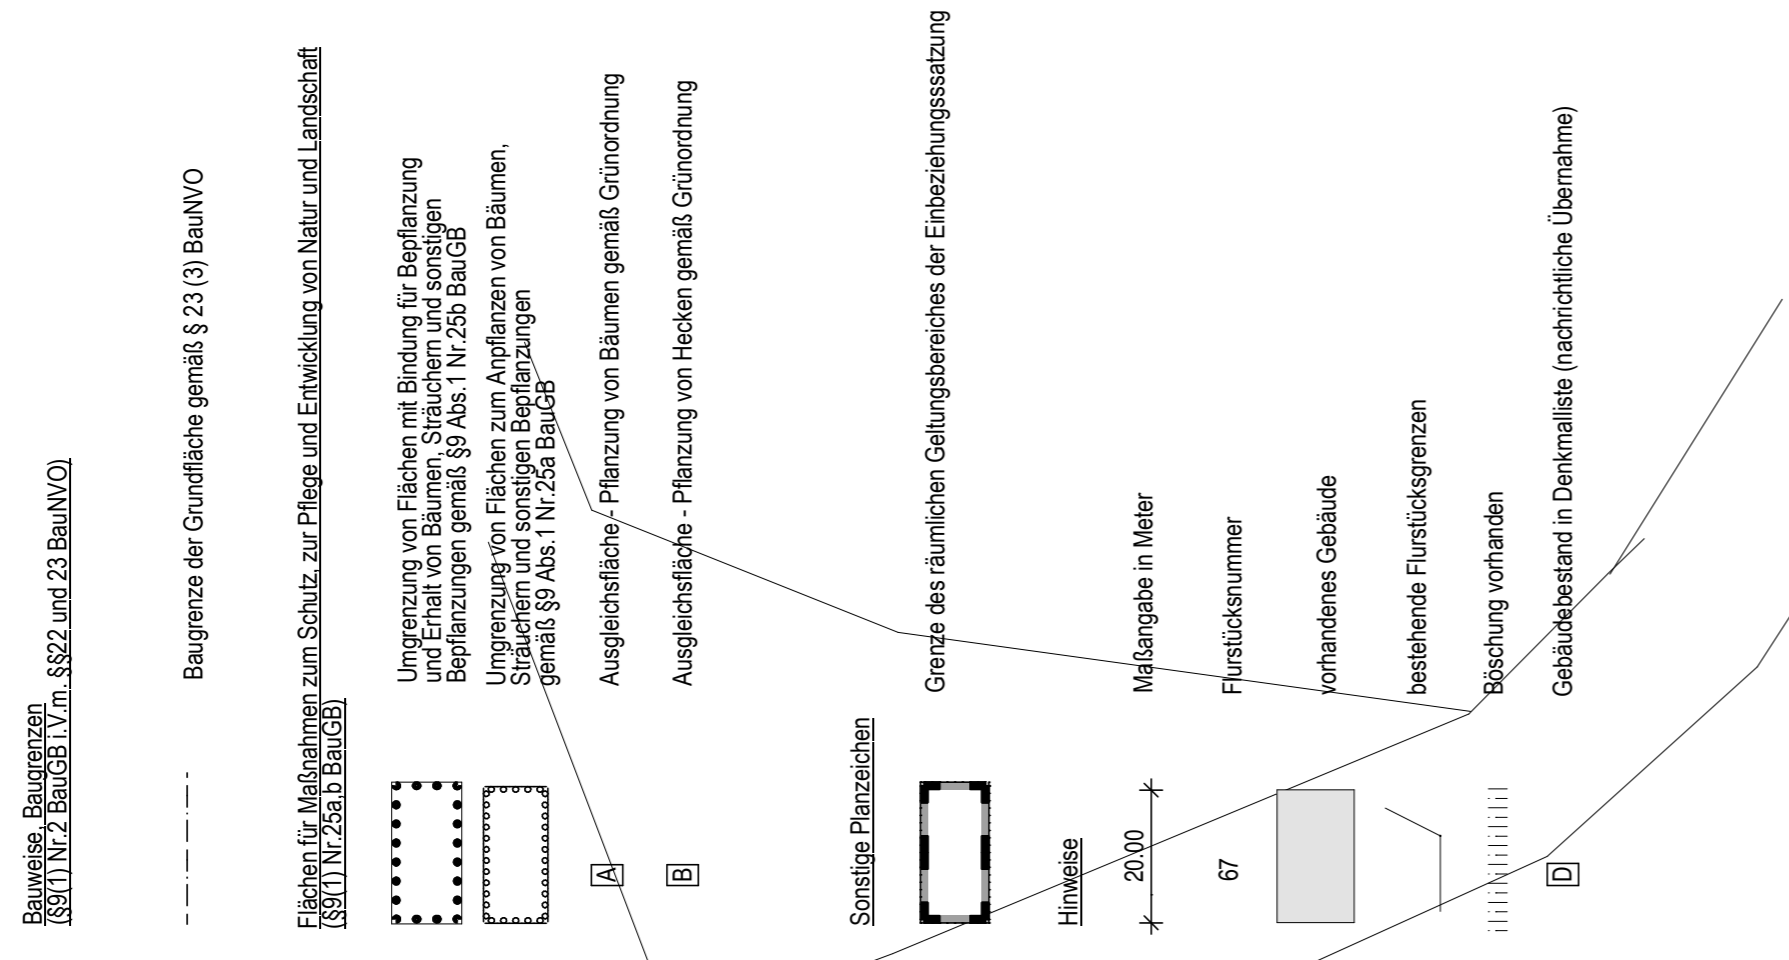 Bauweise, Baugrenzen
(§9(1) Nr.2 BauGB i.V.m. §§22 und 23 BauNVO)
Baugrenze der Grundfläche gemäß § 23 (3) BauNVO
Flächen für Maßnahmen zum Schutz, zur Pflege und Entwicklung von Natur und Landschaft
(§9(1) Nr.25a,b BauGB)
Umgrenzung von Flächen mit Bindung für Bepflanzung
und Erhalt von Bäumen, Sträuchern und sonstigen
Bepflanzungen gemäß §9 Abs.1 Nr.25b BauGB
Umgrenzung von Flächen zum Anpflanzen von Bäumen,
Sträuchern und sonstigen Bepflanzungen
gemäß §9 Abs.1 Nr.25a BauGB
A Ausgleichsfläche - Pflanzung von Bäumen gemäß Grünordnung
B Ausgleichsfläche - Pflanzung von Hecken gemäß Grünordnung
Sonstige Planzeichen
Grenze des räumlichen Geltungsbereiches der Einbeziehungsssatzung
Hinweise
20.00 Maßangabe in Meter
67 Flurstücksnummer
vorhandenes Gebäude
bestehende Flurstücksgrenzen
Böschung vorhanden
D Gebäudebestand in Denkmalliste (nachrichtliche Übernahme)